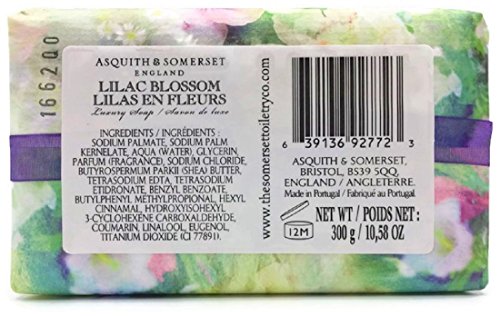 166200
ASQUITH & SOMERSET
ENGLAND
LILAC BLOSSOM
LILAS EN FLEURS
Luxury Soap / Savon de luxe
INGREDIENTS / INGRÉDIENTS :
SODIUM PALMATE, SODIUM PALM
KERNELATE, AQUA (WATER), GLYCERIN,
PARFUM (FRAGRANCE), SODIUM CHLORIDE,
BUTYROSPERMUM PARKII (SHEA) BUTTER,
TETRASODIUM EDTA, TETRASODIUM
ETIDRONATE, BENZYL BENZOATE,
BUTYLPHENYL METHYLPROPIONAL, HEXYL
CINNAMAL, HYDROXYISOHEXYL
3-CYCLOHEXENE CARBOXALDEHYDE,
COUMARIN, LINALOOL, EUGENOL,
TITANIUM DIOXIDE (CI 77891).
www.thesomersettoiletryco.com
6 39136 92772 3
ASQUITH & SOMERSET,
BRISTOL, BS39 5QQ,
ENGLAND / ANGLETERRE.
Made in Portugal / Fabriqué au Portugal.
12M
NET WT / POIDS NET :
300 g / 10,58 OZ